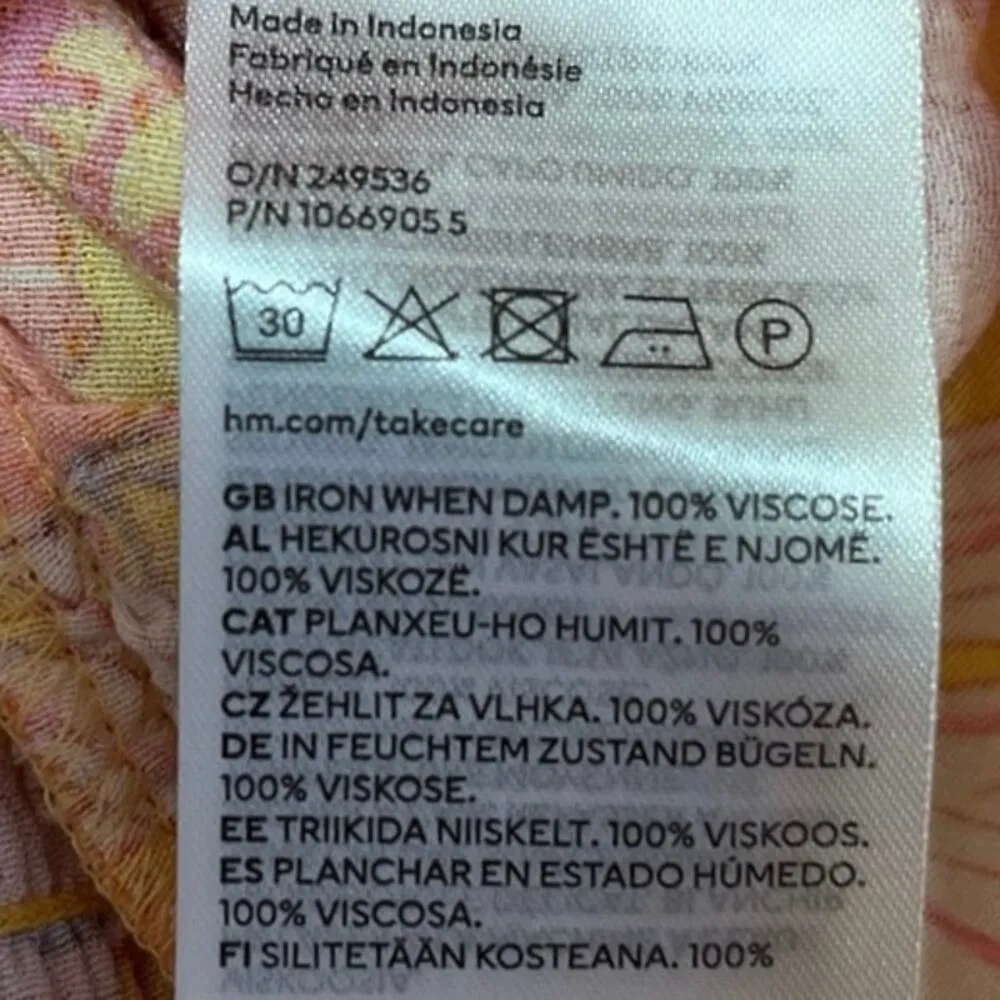 Made in Indonesia
Fabriqué en Indonésie
Hecho en Indonesia
O/N 249536
P/N 1066905 5
30 P
hm.com/takecare
GB IRON WHEN DAMP. 100% VISCOSE.
AL HEKUROSNI KUR ËSHTË E NJOMË.
100% VISKOZË.
CAT PLANXEU-HO HUMIT. 100%
VISCOSA.
CZ ŽEHLIT ZA VLHKA. 100% VISKÓZA.
DE IN FEUCHTEM ZUSTAND BÜGELN.
100% VISKOSE.
EE TRIIKIDA NIISKELT. 100% VISKOOS.
ES PLANCHAR EN ESTADO HÚMEDO.
100% VISCOSA.
FI SILITETÄÄN KOSTEANA. 100%